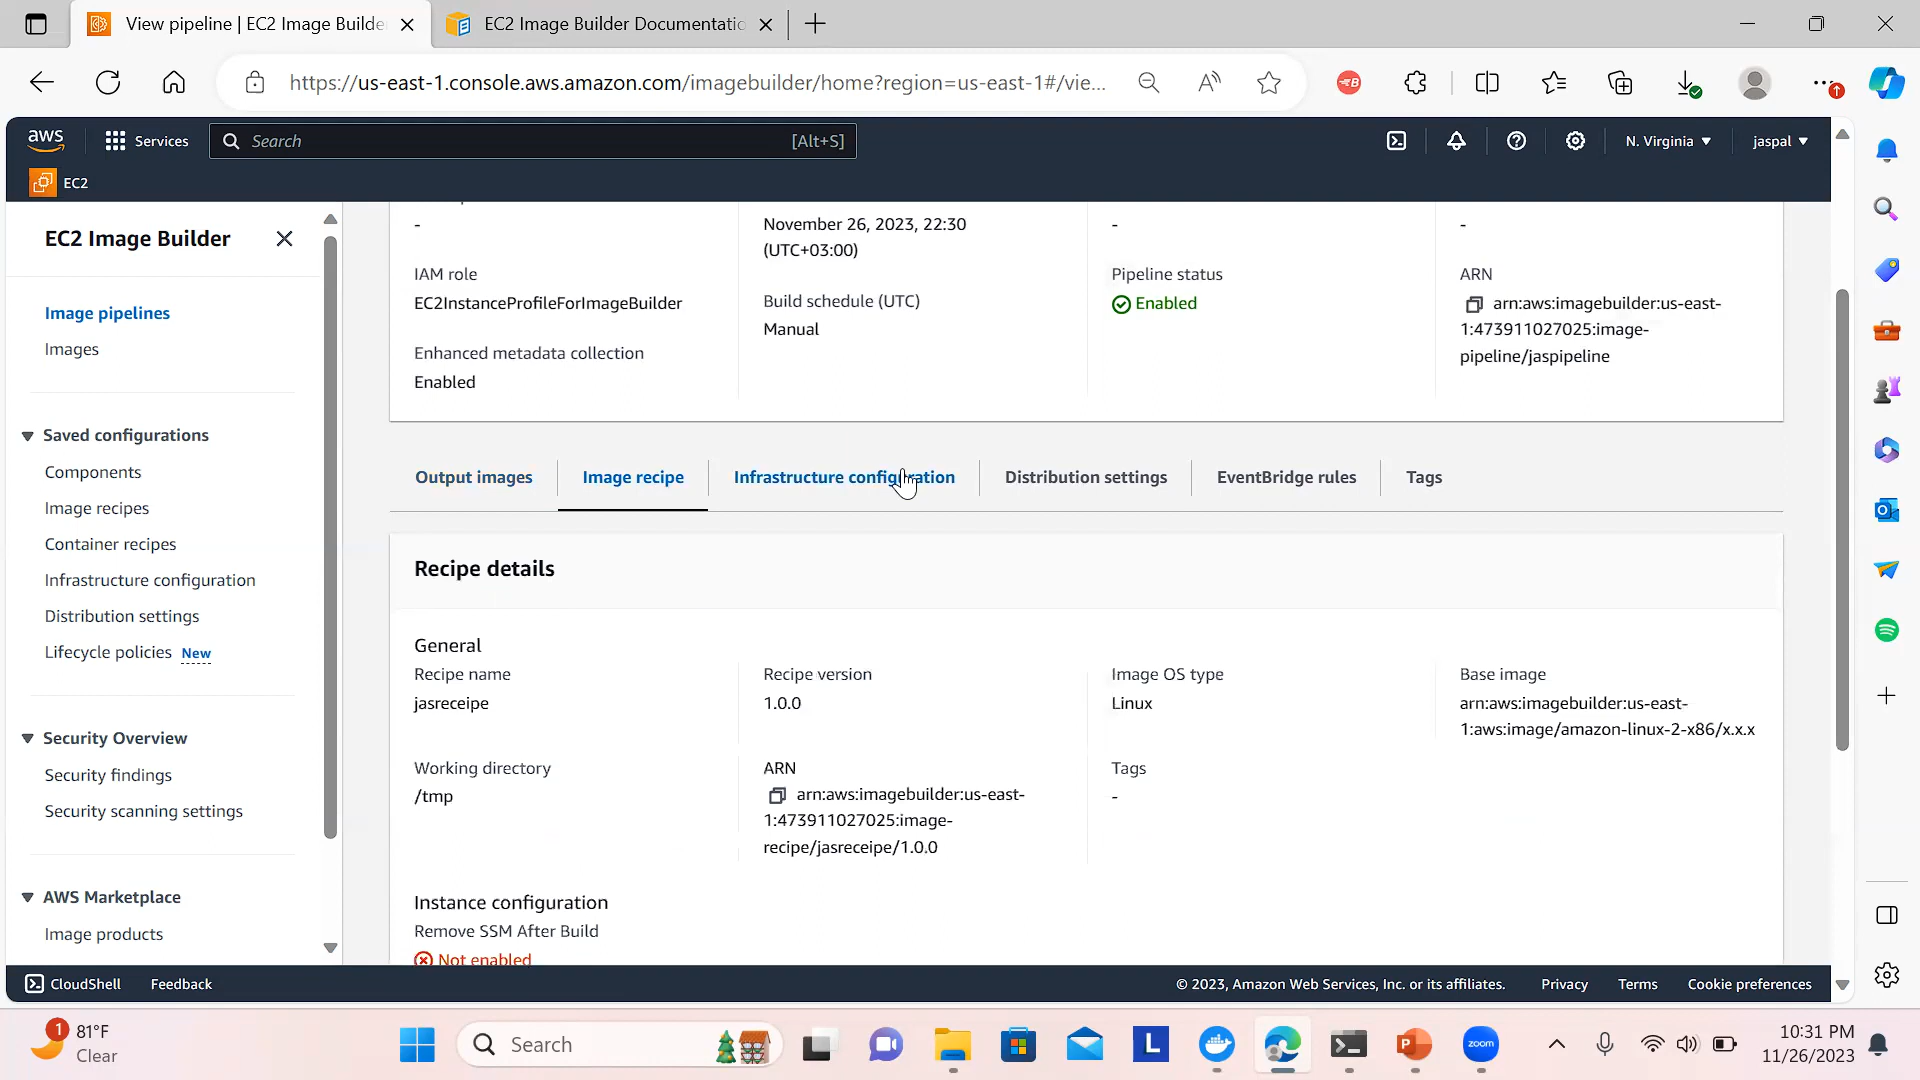 View pipeline | EC2 Image Builde
EC2 Image Builder Documentatio
https://us-east-1.console.aws.amazon.com/imagebuilder/home?region=us-east-1#/vie...
aws
Services
Search
[Alt+S]
N. Virginia
jaspal
EC2
EC2 Image Builder
Image pipelines
Images
Saved configurations
Components
Image recipes
Container recipes
Infrastructure configuration
Distribution settings
Lifecycle policies New
Security Overview
Security findings
Security scanning settings
AWS Marketplace
Image products
-
November 26, 2023, 22:30
(UTC+03:00)
-
-
IAM role
EC2InstanceProfileForImageBuilder
Enhanced metadata collection
Enabled
Build schedule (UTC)
Manual
Pipeline status
Enabled
ARN
arn:aws:imagebuilder:us-east-
1:473911027025:image-
pipeline/jaspipeline
Output images
Image recipe
Infrastructure configuration
Distribution settings
EventBridge rules
Tags
Recipe details
General
Recipe name
jasreceipe
Recipe version
1.0.0
Image OS type
Linux
Base image
arn:aws:imagebuilder:us-east-
1:aws:image/amazon-linux-2-x86/x.x.x
Working directory
/tmp
ARN
arn:aws:imagebuilder:us-east-
1:473911027025:image-
recipe/jasreceipe/1.0.0
Tags
-
Instance configuration
Remove SSM After Build
Not enabled
CloudShell
Feedback
© 2023, Amazon Web Services, Inc. or its affiliates.
Privacy
Terms
Cookie preferences
1
81°F
Clear
Search
L
zoom
10:31 PM
11/26/2023